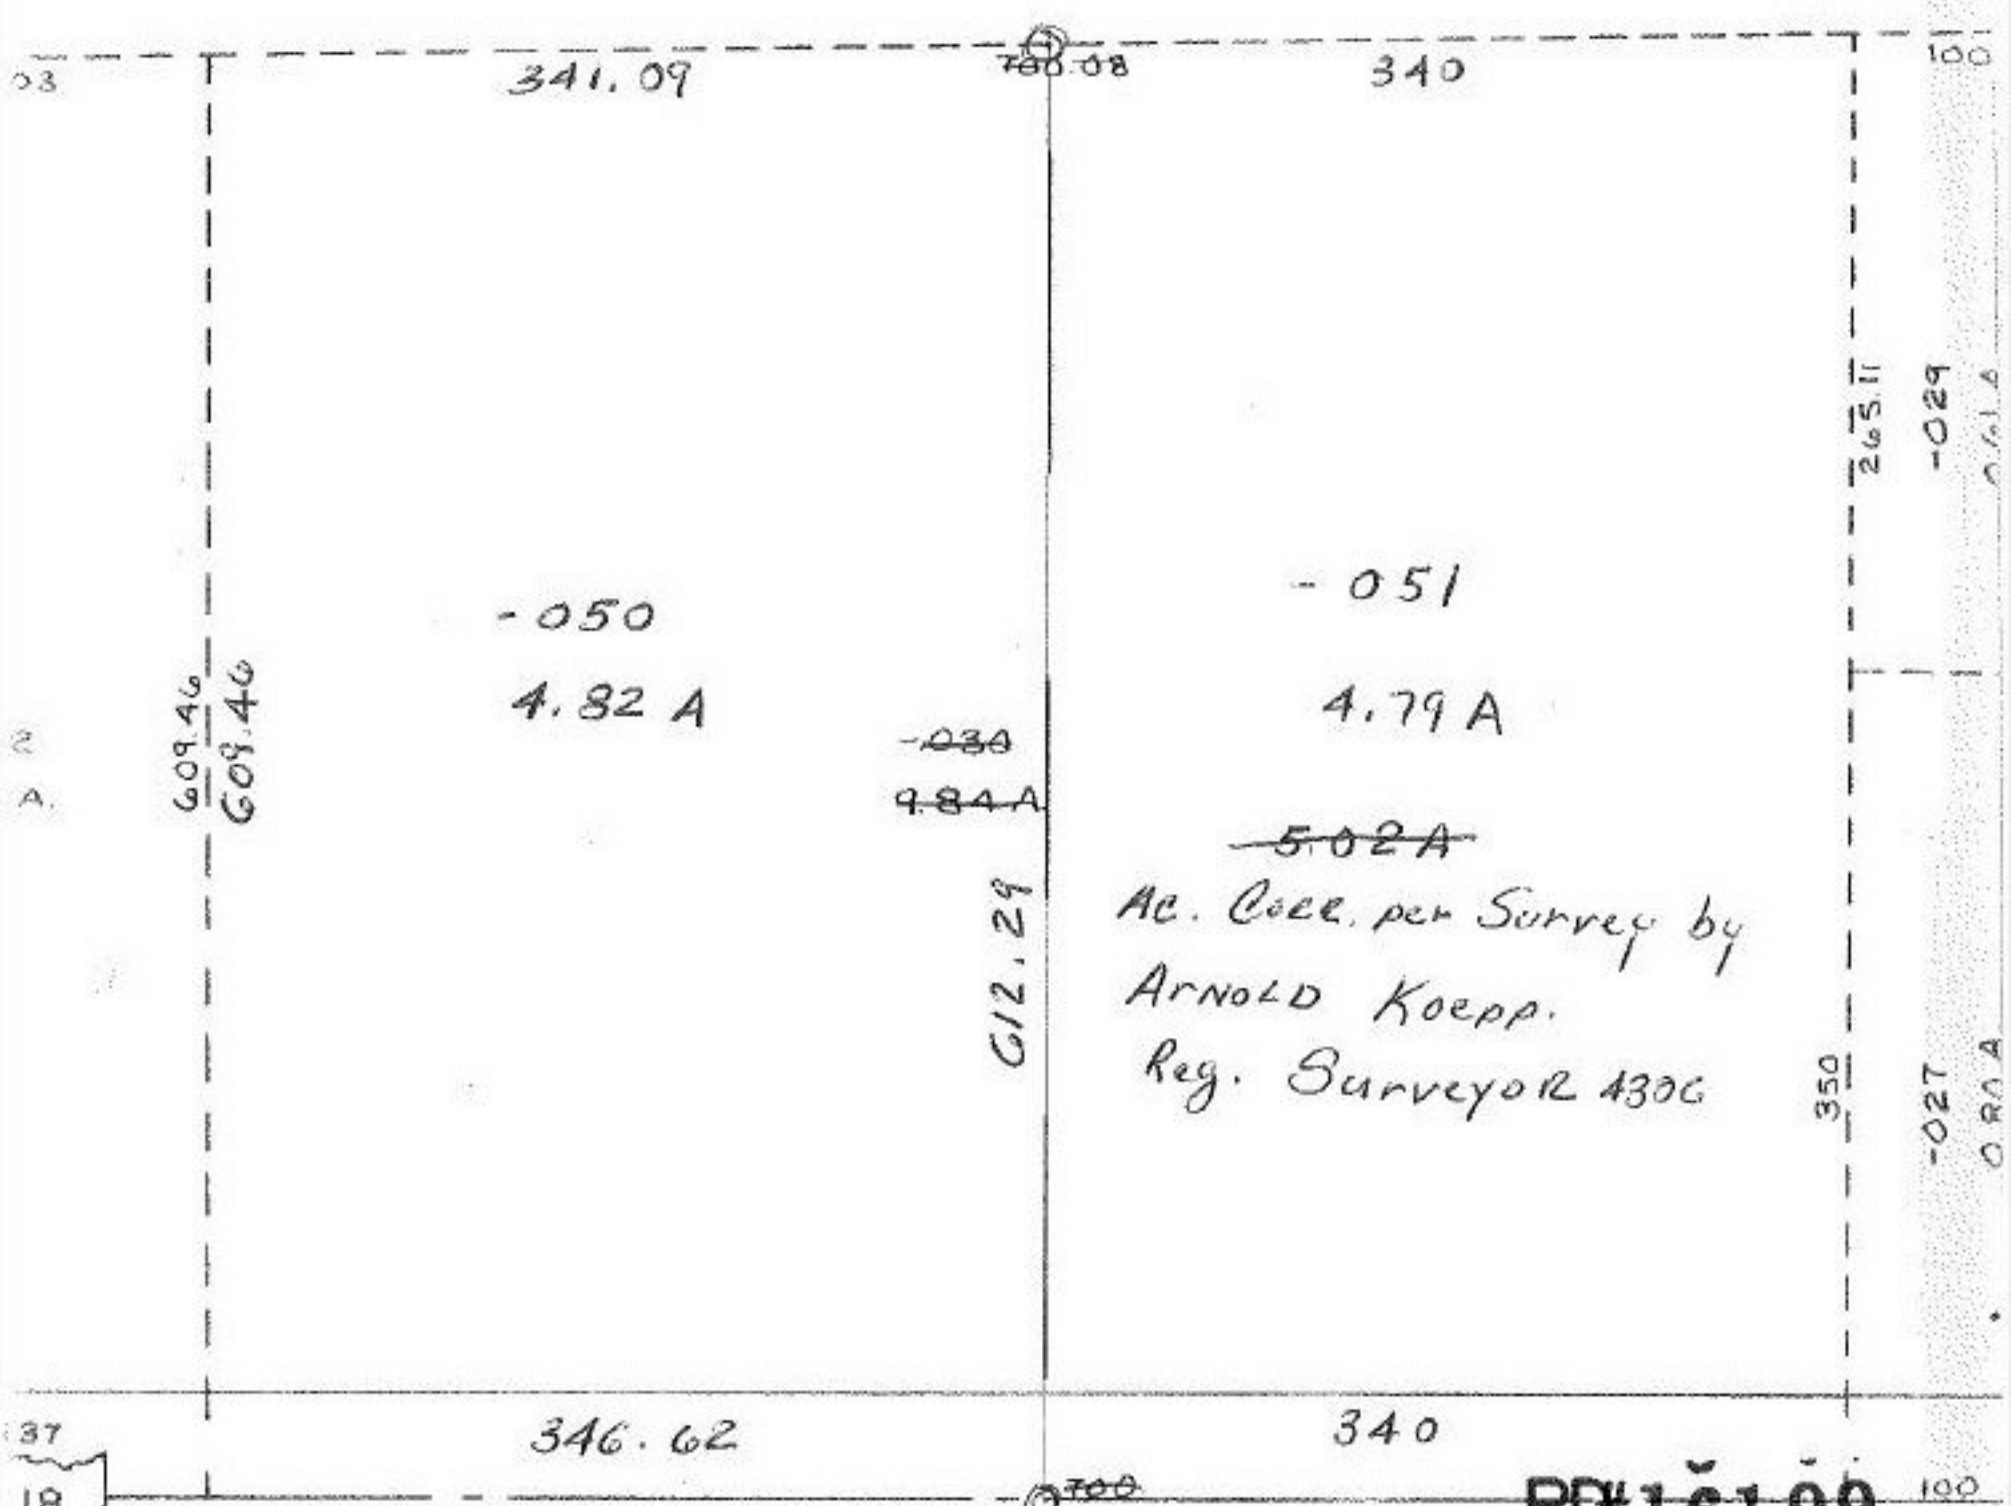 341.09
700.08
340
100
265.11
-029
- 051
- 050
4.82 A
4.79 A
609.46
609.46
-030
9.84 A
5.02 A
Ac. Corr. per Survey by
ARNOLD Koepp.
Reg. SurveyoR 4306
612.29
350
-027
346.62
340
37
18
700
100